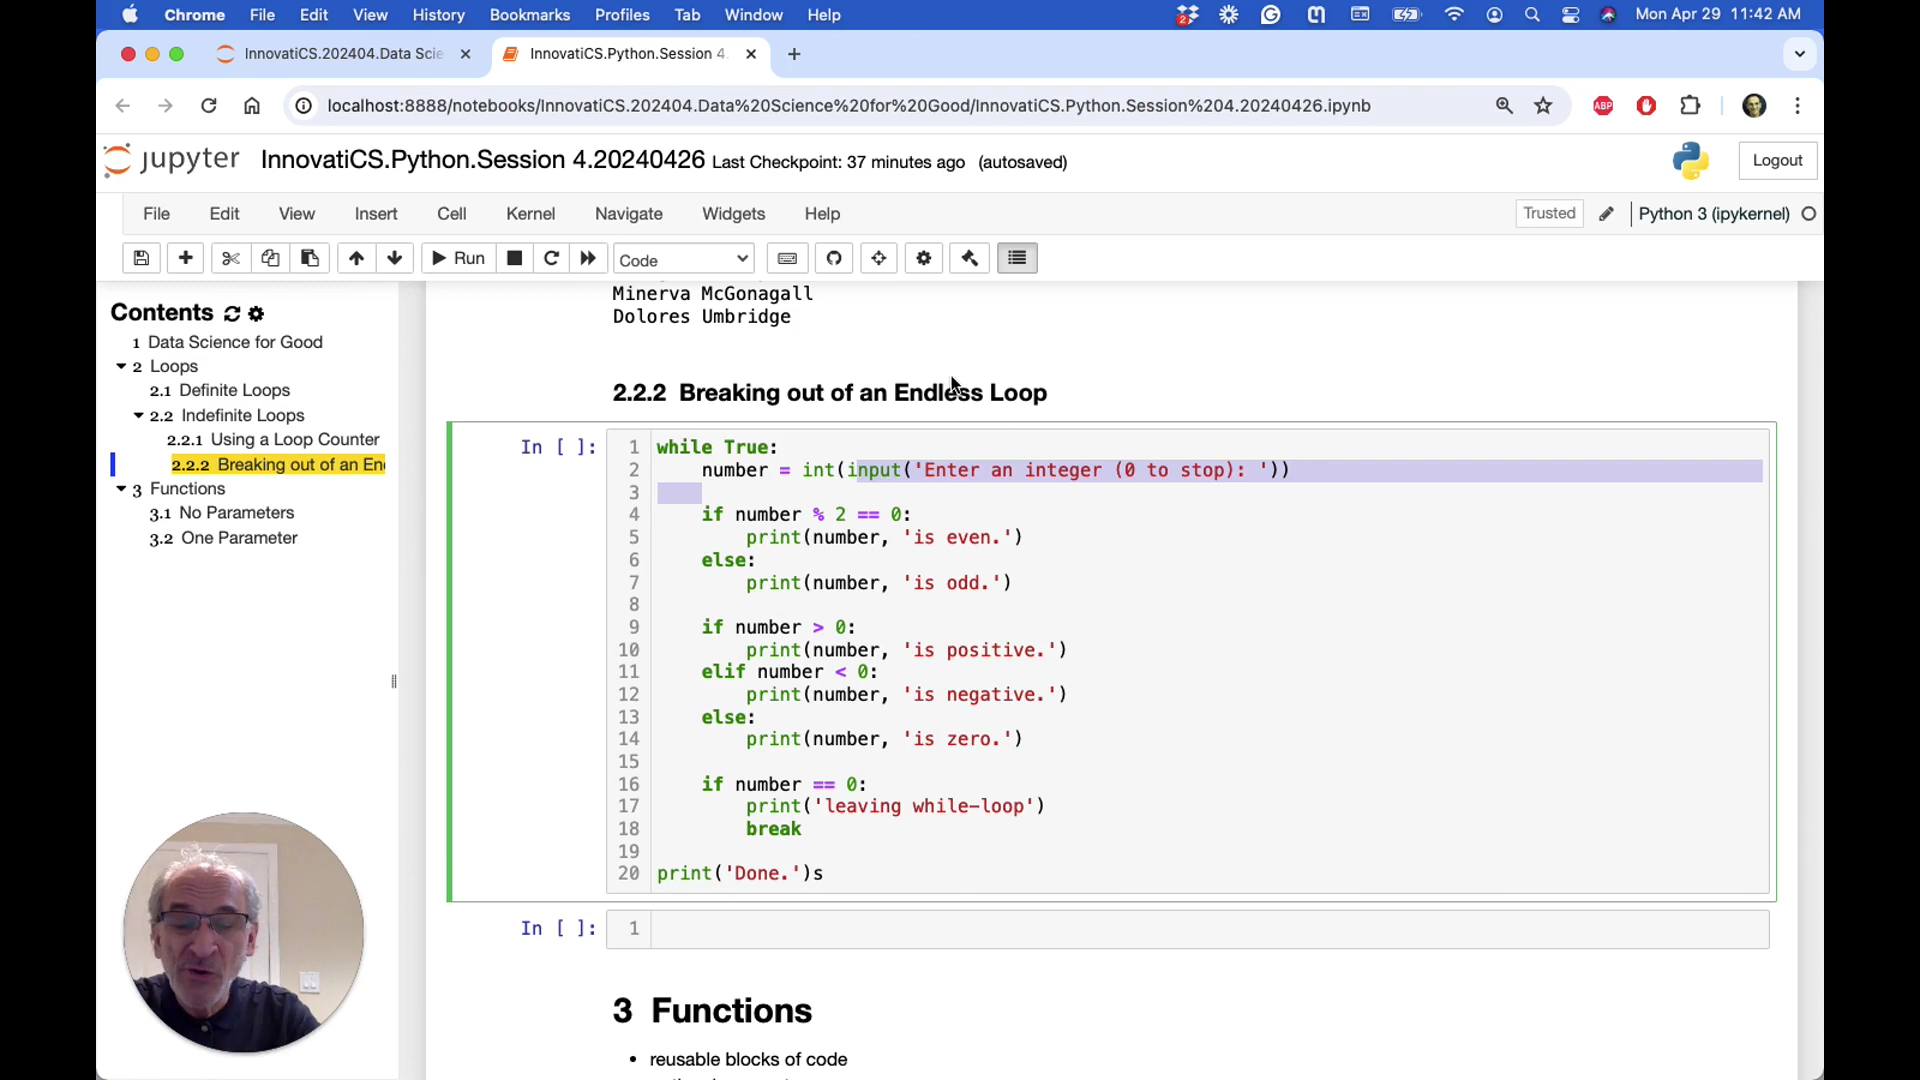 Chrome File Edit View History Bookmarks Profiles Tab Window Help 2 Mon Apr 29 11:42 AM
InnovatiCS.202404.Data Scie InnovatiCS.Python.Session 4.
localhost:8888/notebooks/InnovatiCS.202404.Data%20Science%20for%20Good/InnovatiCS.Python.Session%204.20240426.ipynb ABP
jupyter InnovatiCS.Python.Session 4.20240426 Last Checkpoint: 37 minutes ago (autosaved) Logout
File Edit View Insert Cell Kernel Navigate Widgets Help Trusted Python 3 (ipykernel)
Run Code
Contents
1 Data Science for Good
2 Loops
2.1 Definite Loops
2.2 Indefinite Loops
2.2.1 Using a Loop Counter
2.2.2 Breaking out of an En
3 Functions
3.1 No Parameters
3.2 One Parameter
Minerva McGonagall
Dolores Umbridge
2.2.2 Breaking out of an Endless Loop
In [ ]: 1 while True:
2 number = int(input('Enter an integer (0 to stop): '))
3
4 if number % 2 == 0:
5 print(number, 'is even.')
6 else:
7 print(number, 'is odd.')
8
9 if number > 0:
10 print(number, 'is positive.')
11 elif number < 0:
12 print(number, 'is negative.')
13 else:
14 print(number, 'is zero.')
15
16 if number == 0:
17 print('leaving while-loop')
18 break
19
20 print('Done.')s
In [ ]: 1
3 Functions
• reusable blocks of code